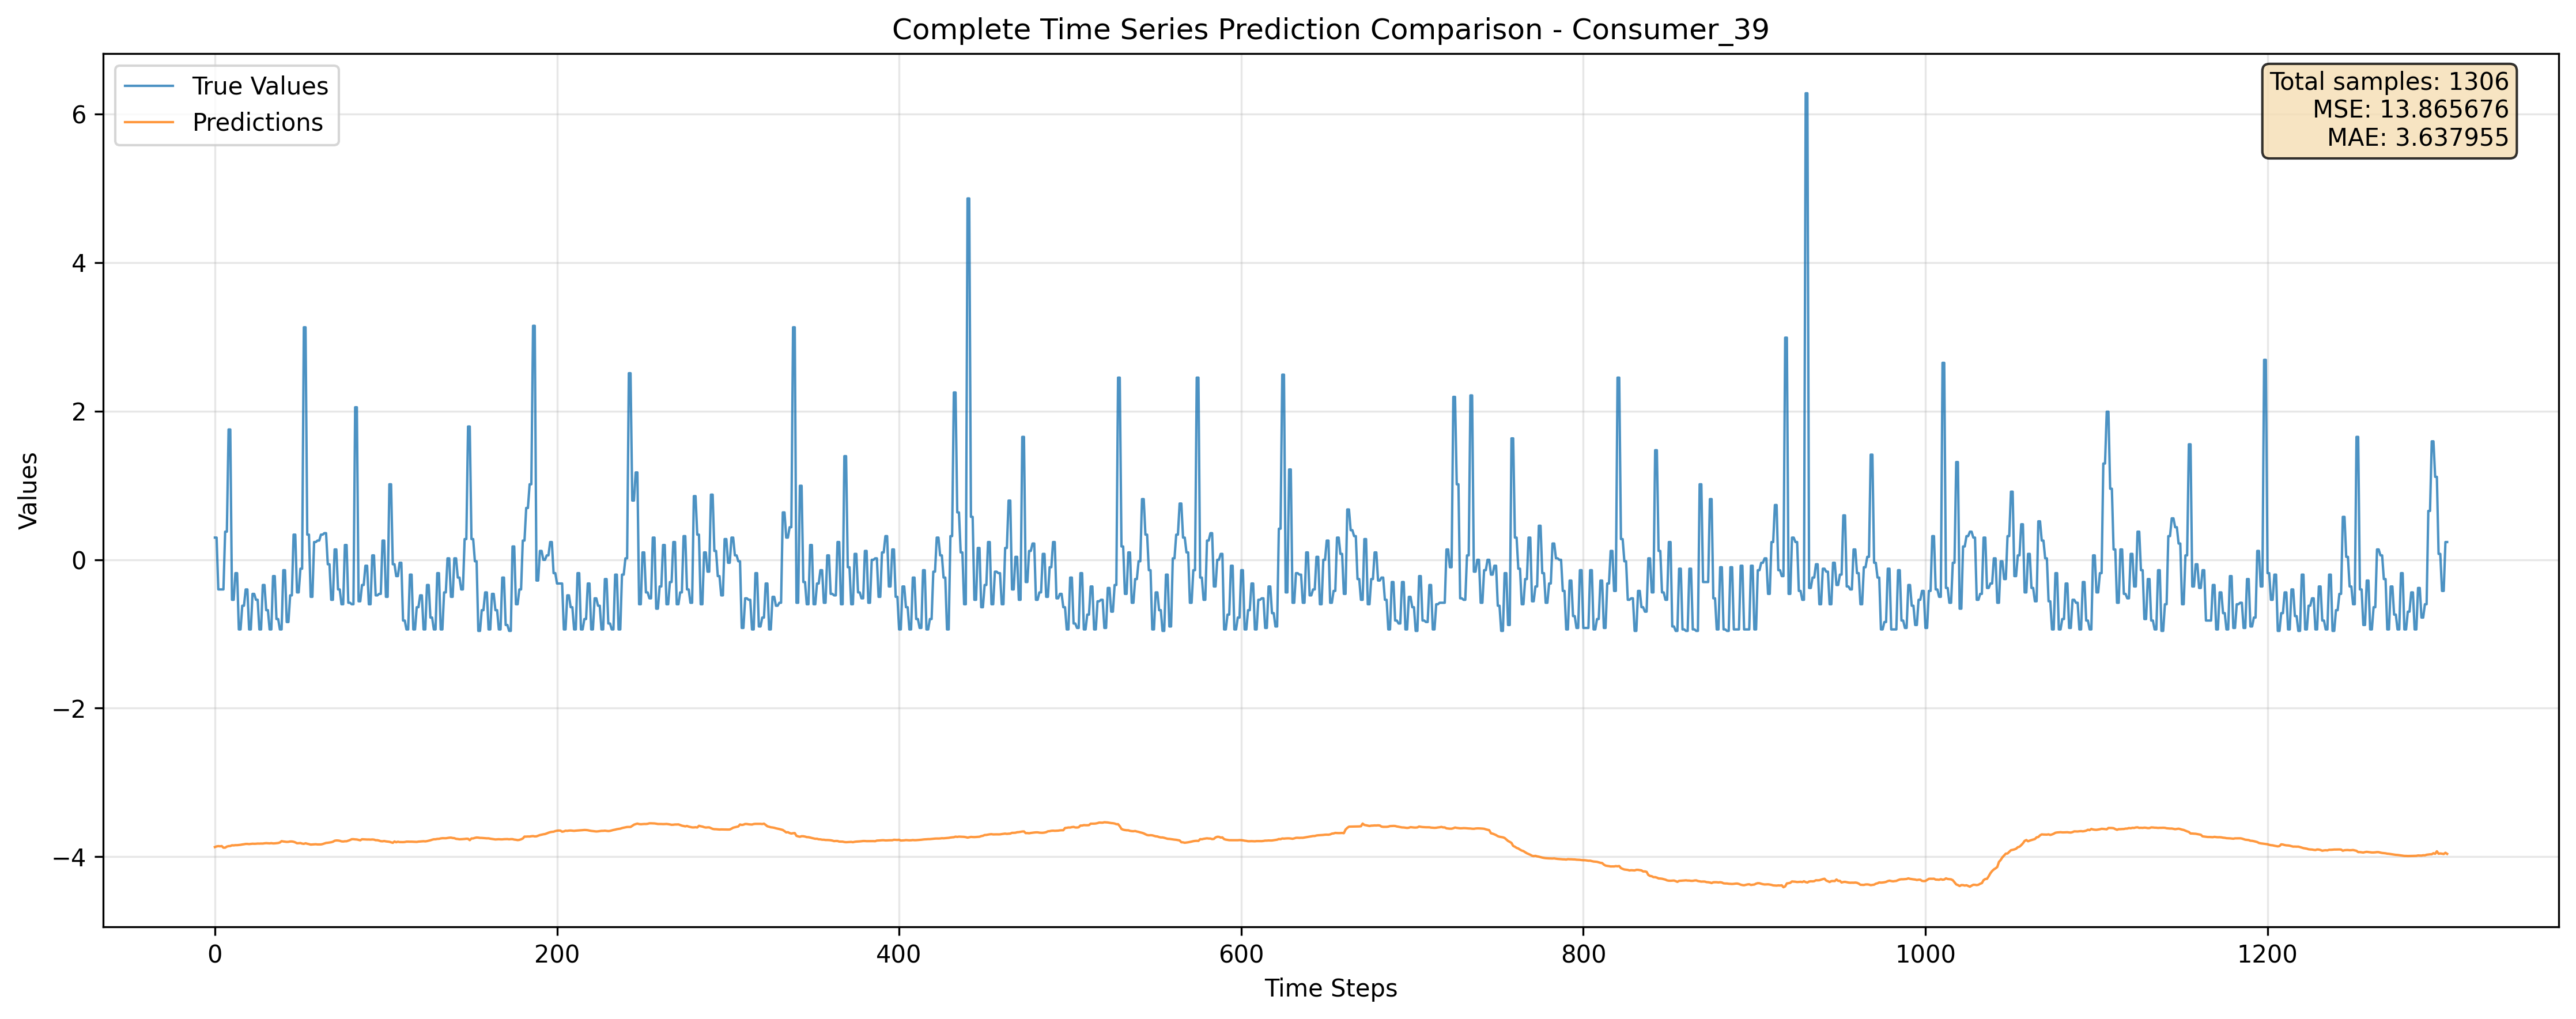 Complete Time Series Prediction Comparison - Consumer_39
True Values
Predictions
Total samples: 1306
MSE: 13.865676
MAE: 3.637955
Values
6
4
2
0
−2
−4
0 200 400 600 800 1000 1200
Time Steps